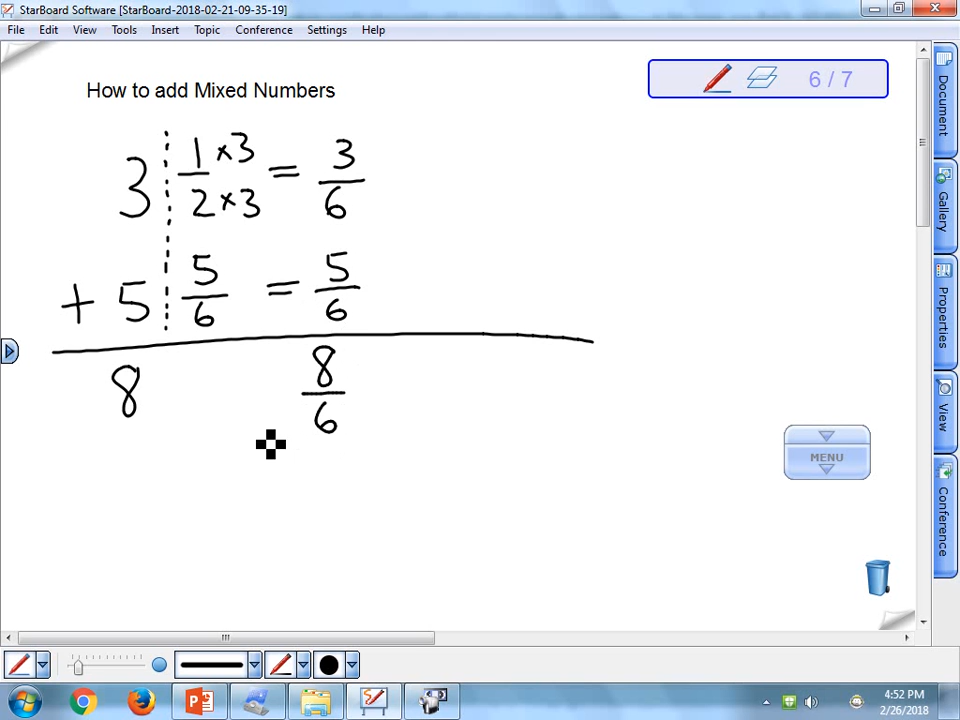 StarBoard Software [StarBoard-2018-02-21-09-35-19]
File Edit View Tools Insert Topic Conference Settings Help
How to add Mixed Numbers
6 / 7
3 1/2 ×3/×3 = 3/6
+ 5 5/6 = 5/6
8 8/6
MENU
Document
Gallery
Properties
View
Conference
4:52 PM
2/26/2018